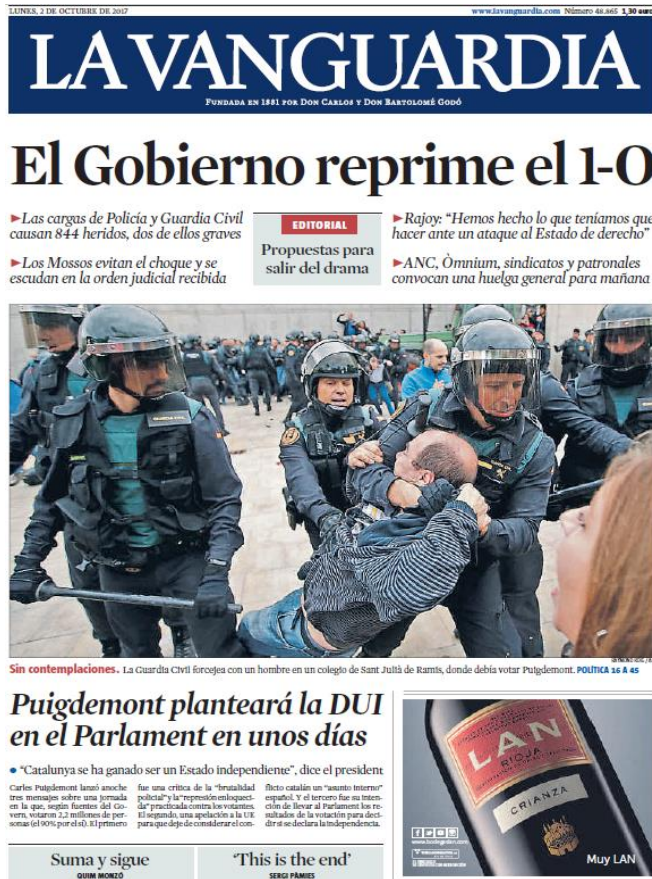 LUNES, 2 DE OCTUBRE DE 2017
www.lavanguardia.com Número 48.865 1,30 euro
LA VANGUARDIA
FUNDADA EN 1881 POR DON CARLOS Y DON BARTOLOMÉ GODÓ
El Gobierno reprime el 1-O
►Las cargas de Policía y Guardia Civil
causan 844 heridos, dos de ellos graves
►Los Mossos evitan el choque y se
escudan en la orden judicial recibida
EDITORIAL
Propuestas para
salir del drama
►Rajoy: “Hemos hecho lo que teníamos que
hacer ante un ataque al Estado de derecho”
►ANC, Òmnium, sindicatos y patronales
convocan una huelga general para mañana
GUARDIA CIVIL
Sin contemplaciones. La Guardia Civil forcejea con un hombre en un colegio de Sant Julià de Ramis, donde debía votar Puigdemont. POLÍTICA 16 A 45
Puigdemont planteará la DUI
en el Parlament en unos días
● “Catalunya se ha ganado ser un Estado independiente”, dice el president
Carles Puigdemont lanzó anoche
tres mensajes sobre una jornada
en la que, según fuentes del Go-
vern, votaron 2,2 millones de per-
sonas (el 90% por el sí). El primero
fue una crítica de la “brutalidad
policial” y la “represión enloqueci-
da” practicada contra los votantes.
El segundo, una apelación a la UE
para que deje de considerar el con-
flicto catalán un “asunto interno”
español. Y el tercero fue su inten-
ción de llevar al Parlament los re-
sultados de la votación para deci-
dir si se declara la independencia.
Suma y sigue
QUIM MONZÓ
‘This is the end’
SERGI PÀMIES
LAN
RIOJA
CRIANZA
www.bodegaslan.com
Muy LAN